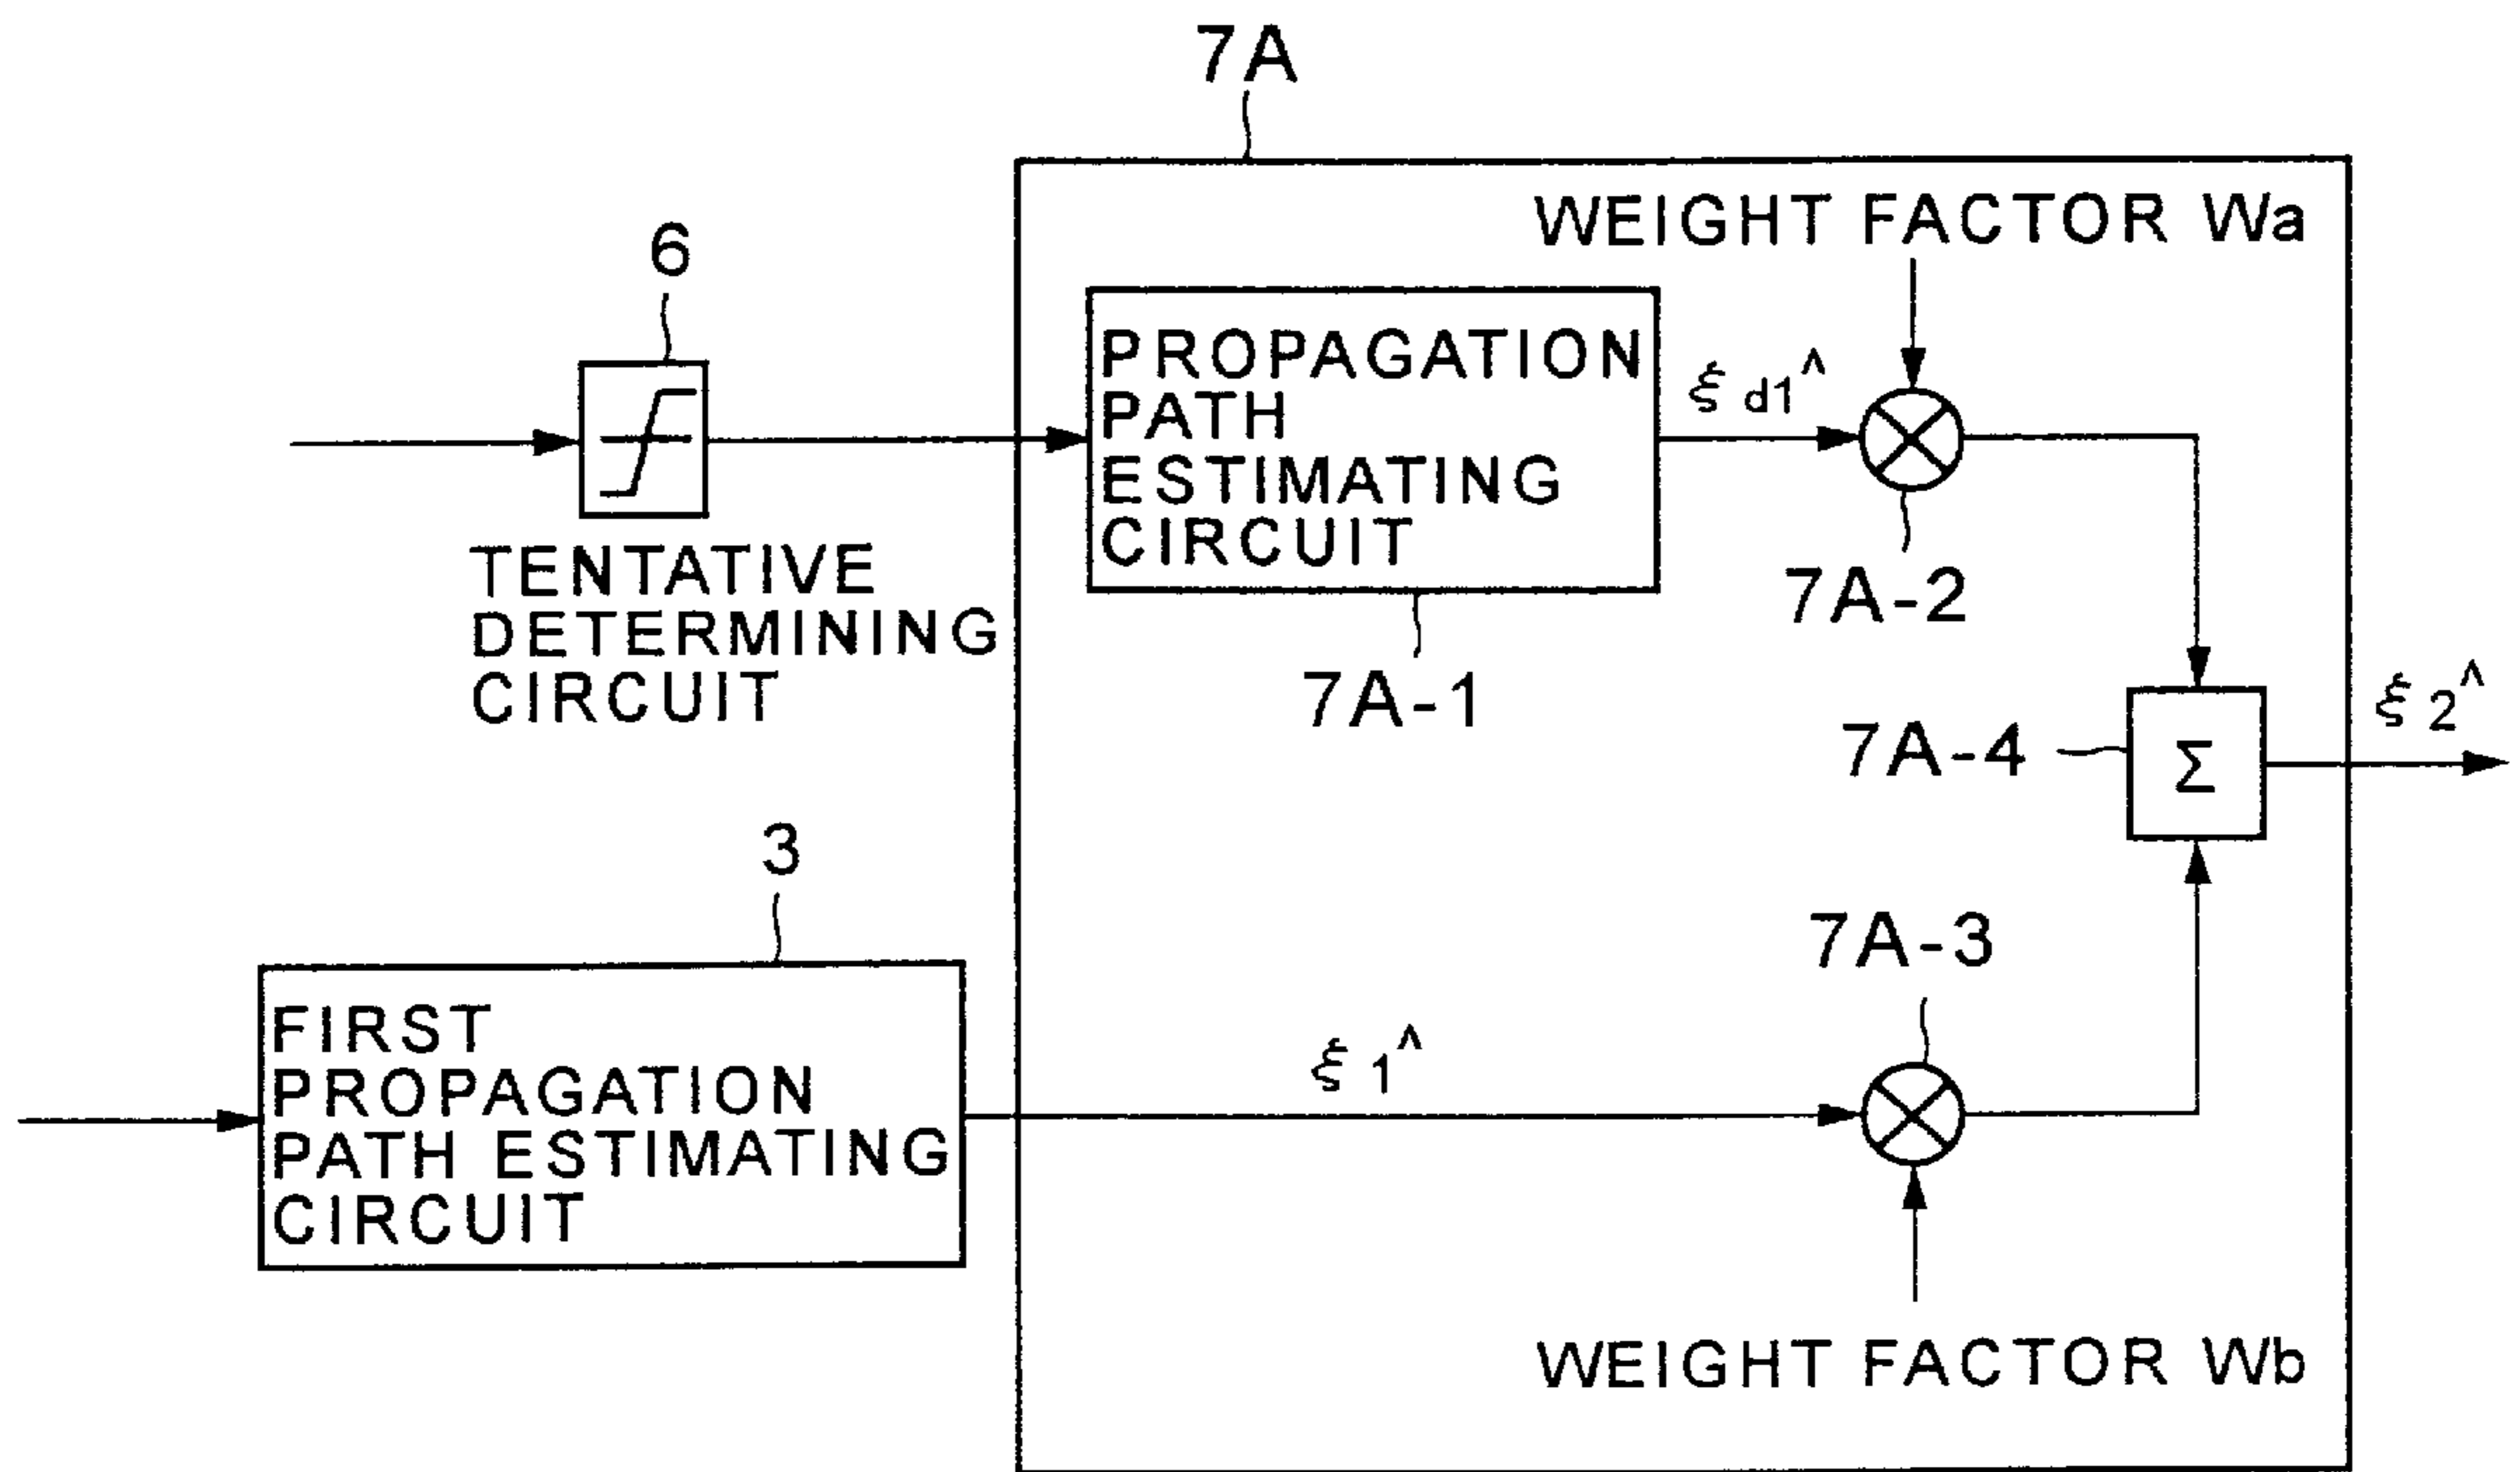 7A
WEIGHT FACTOR Wa
6
PROPAGATION
PATH
ESTIMATING
CIRCUIT
ξ d1^
TENTATIVE
DETERMINING
CIRCUIT
7A-2
7A-1
ξ 2^
7A-4
Σ
3
7A-3
FIRST
PROPAGATION
PATH ESTIMATING
CIRCUIT
ξ 1^
WEIGHT FACTOR Wb